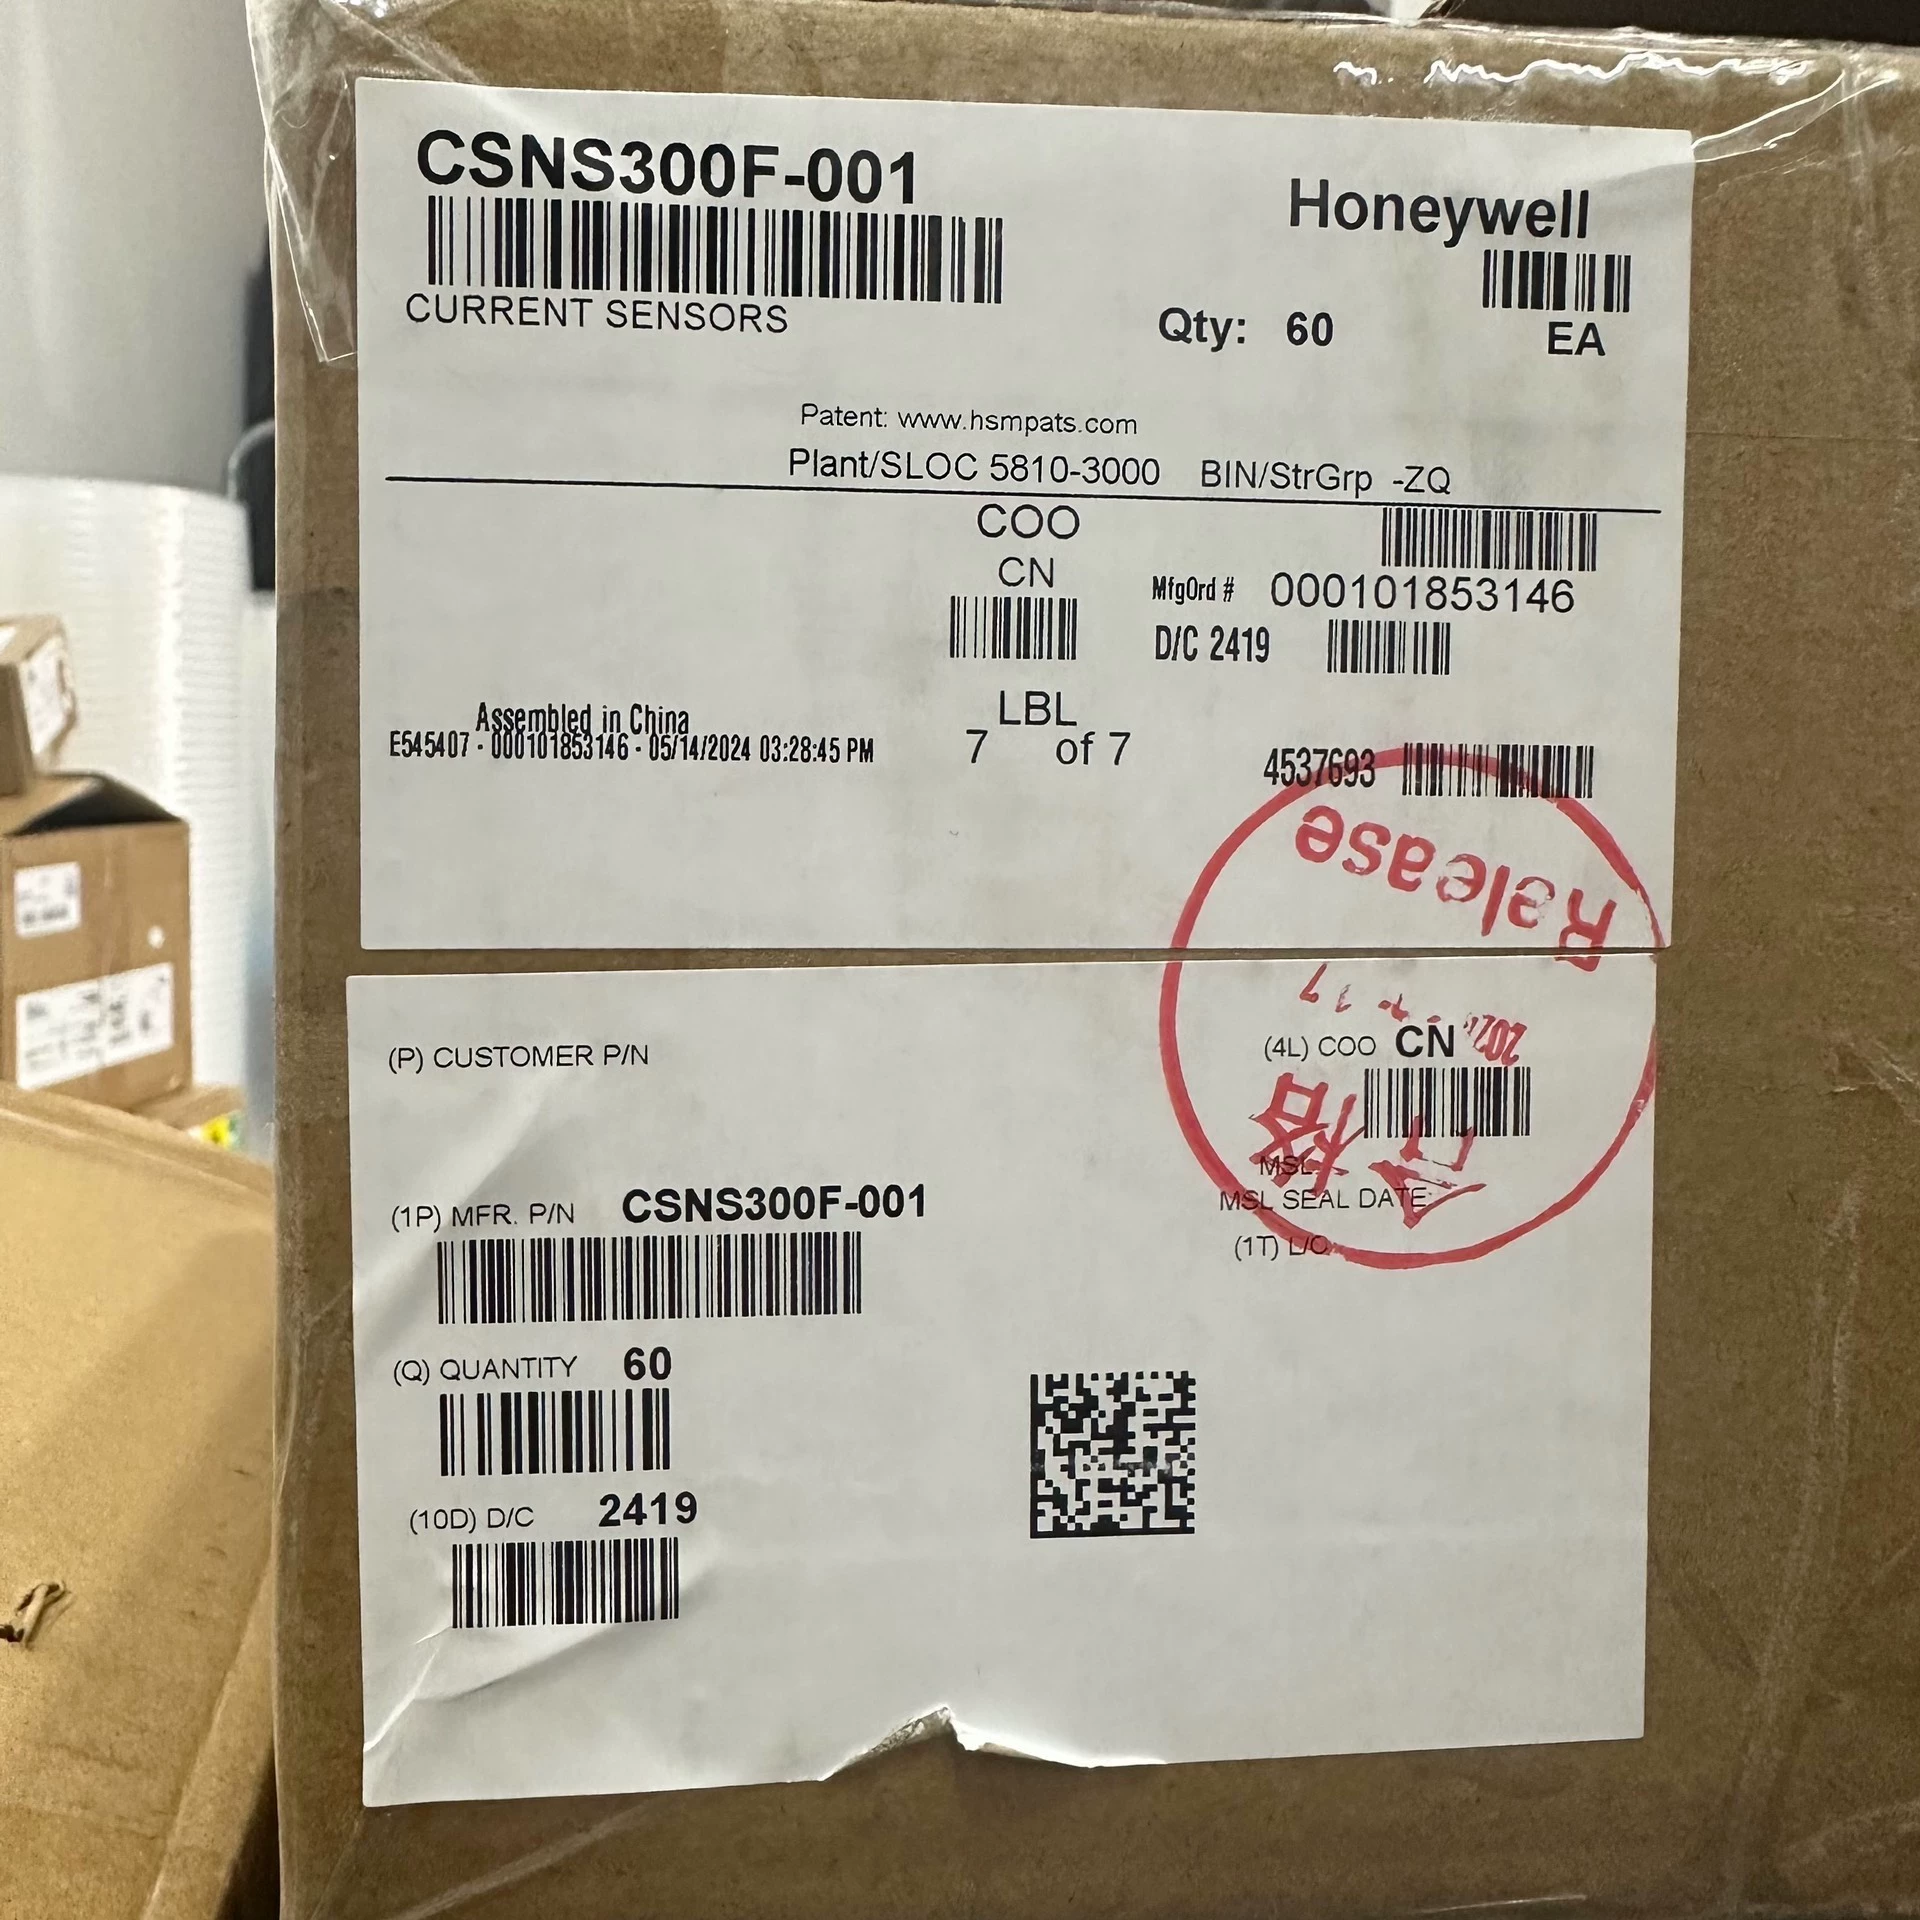 CSNS300F-001
Honeywell
CURRENT SENSORS
Qty: 60
EA
Patent: www.hsmpats.com
Plant/SLOC 5810-3000 BIN/StrGrp -ZQ
COO
CN
MfgOrd # 000101853146
D/C 2419
Assembled in China
E545407 - 000101853146 - 05/14/2024 03:28:45 PM
LBL
7 of 7
4537693
Release
合格
(P) CUSTOMER P/N
(4L) COO CN
MSL
MSL SEAL DATE
(1P) MFR. P/N CSNS300F-001
(1T) L/C
(Q) QUANTITY 60
(10D) D/C 2419